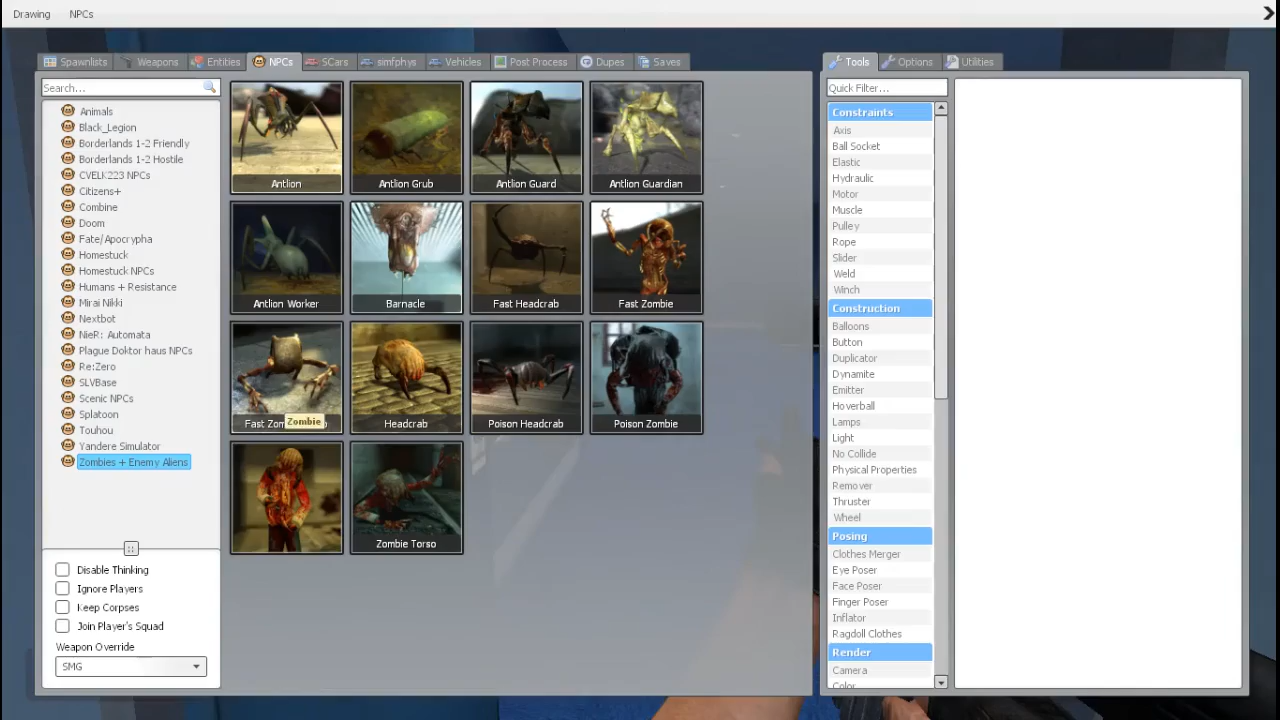 Drawing NPCs
Spawnlists Weapons Entities NPCs SCars simfphys Vehicles Post Process Dupes Saves
Search...
Animals
Black_Legion
Borderlands 1-2 Friendly
Borderlands 1-2 Hostile
CVELK223 NPCs
Citizens+
Combine
Doom
Fate/Apocrypha
Homestuck
Homestuck NPCs
Humans + Resistance
Mirai Nikki
Nextbot
NieR: Automata
Plague Doktor haus NPCs
Re:Zero
SLVBase
Scenic NPCs
Splatoon
Touhou
Yandere Simulator
Zombies + Enemy Aliens
Disable Thinking
Ignore Players
Keep Corpses
Join Player's Squad
Weapon Override
SMG
Antlion Antlion Grub Antlion Guard Antlion Guardian
Antlion Worker Barnacle Fast Headcrab Fast Zombie
Fast Zombie Headcrab Poison Headcrab Poison Zombie
Zombie Torso
Tools Options Utilities
Quick Filter...
Constraints
Axis
Ball Socket
Elastic
Hydraulic
Motor
Muscle
Pulley
Rope
Slider
Weld
Winch
Construction
Balloons
Button
Duplicator
Dynamite
Emitter
Hoverball
Lamps
Light
No Collide
Physical Properties
Remover
Thruster
Wheel
Posing
Clothes Merger
Eye Poser
Face Poser
Finger Poser
Inflator
Ragdoll Clothes
Render
Camera
Color